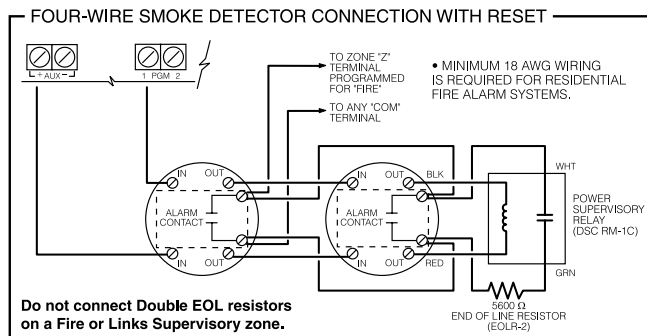 FOUR-WIRE SMOKE DETECTOR CONNECTION WITH RESET
+ AUX –
1 PGM 2
TO ZONE "Z"
TERMINAL
PROGRAMMED
FOR "FIRE"
TO ANY "COM"
TERMINAL
• MINIMUM 18 AWG WIRING
IS REQUIRED FOR RESIDENTIAL
FIRE ALARM SYSTEMS.
IN OUT
IN OUT
BLK
WHT
ALARM
CONTACT
ALARM
CONTACT
POWER
SUPERVISORY
RELAY
(DSC RM-1C)
IN OUT
IN OUT
RED
GRN
5600 Ω
END OF LINE RESISTOR
(EOLR-2)
Do not connect Double EOL resistors
on a Fire or Links Supervisory zone.